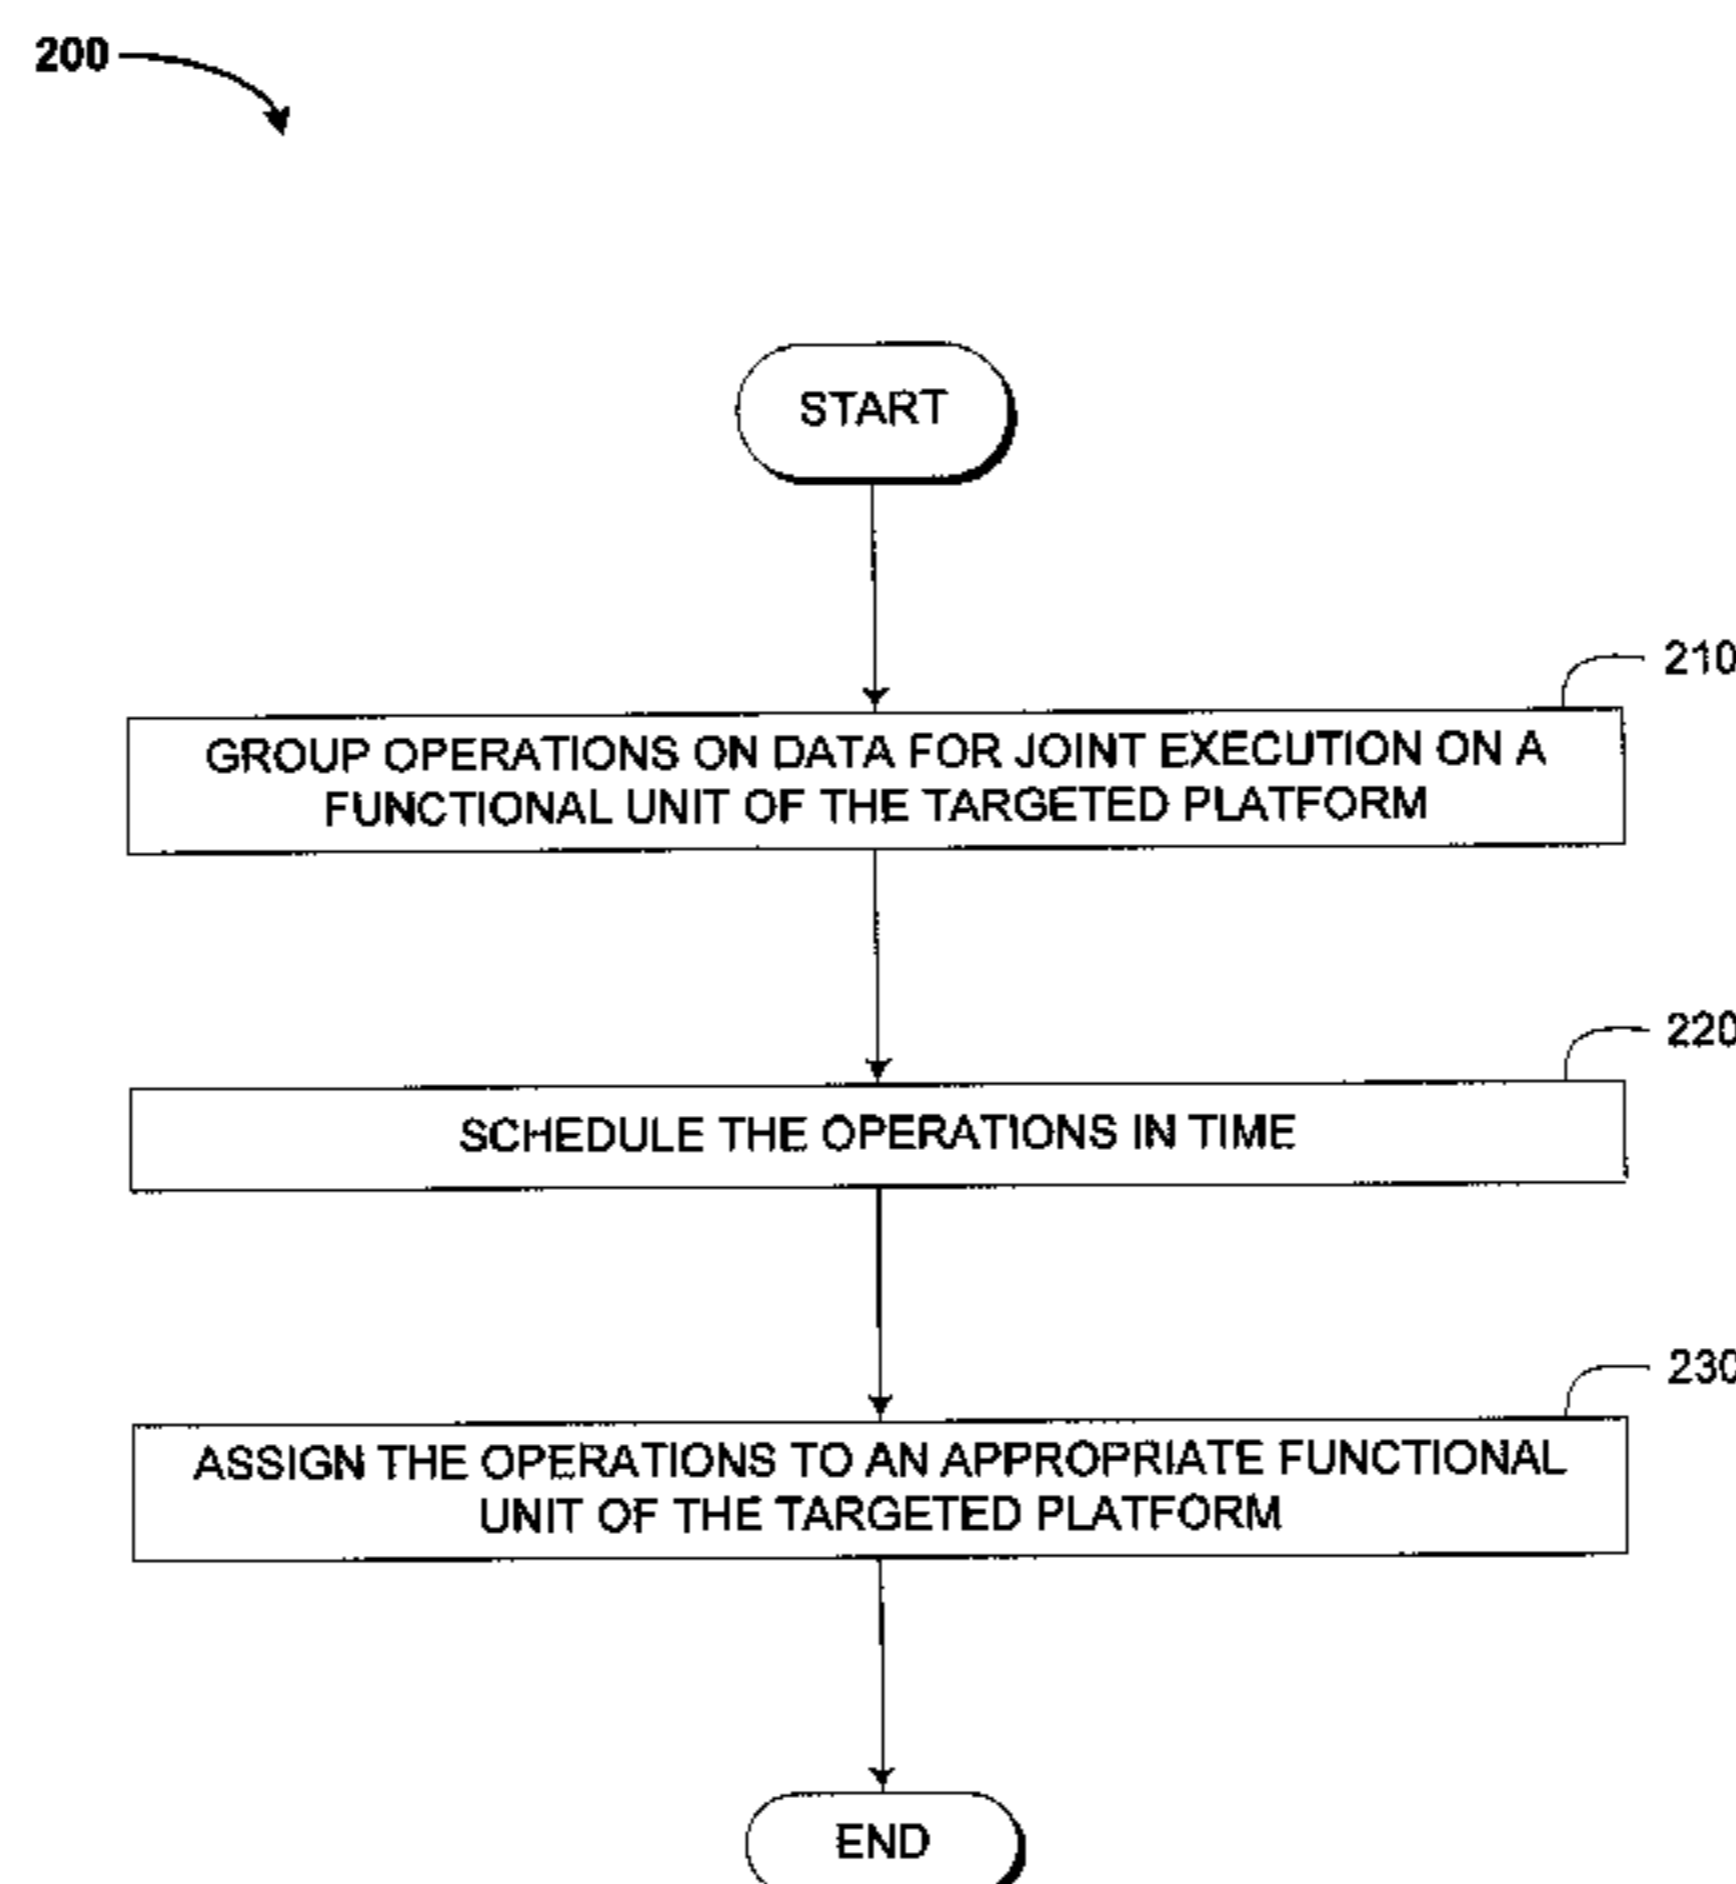 200
START
210
GROUP OPERATIONS ON DATA FOR JOINT EXECUTION ON A
FUNCTIONAL UNIT OF THE TARGETED PLATFORM
220
SCHEDULE THE OPERATIONS IN TIME
230
ASSIGN THE OPERATIONS TO AN APPROPRIATE FUNCTIONAL
UNIT OF THE TARGETED PLATFORM
END